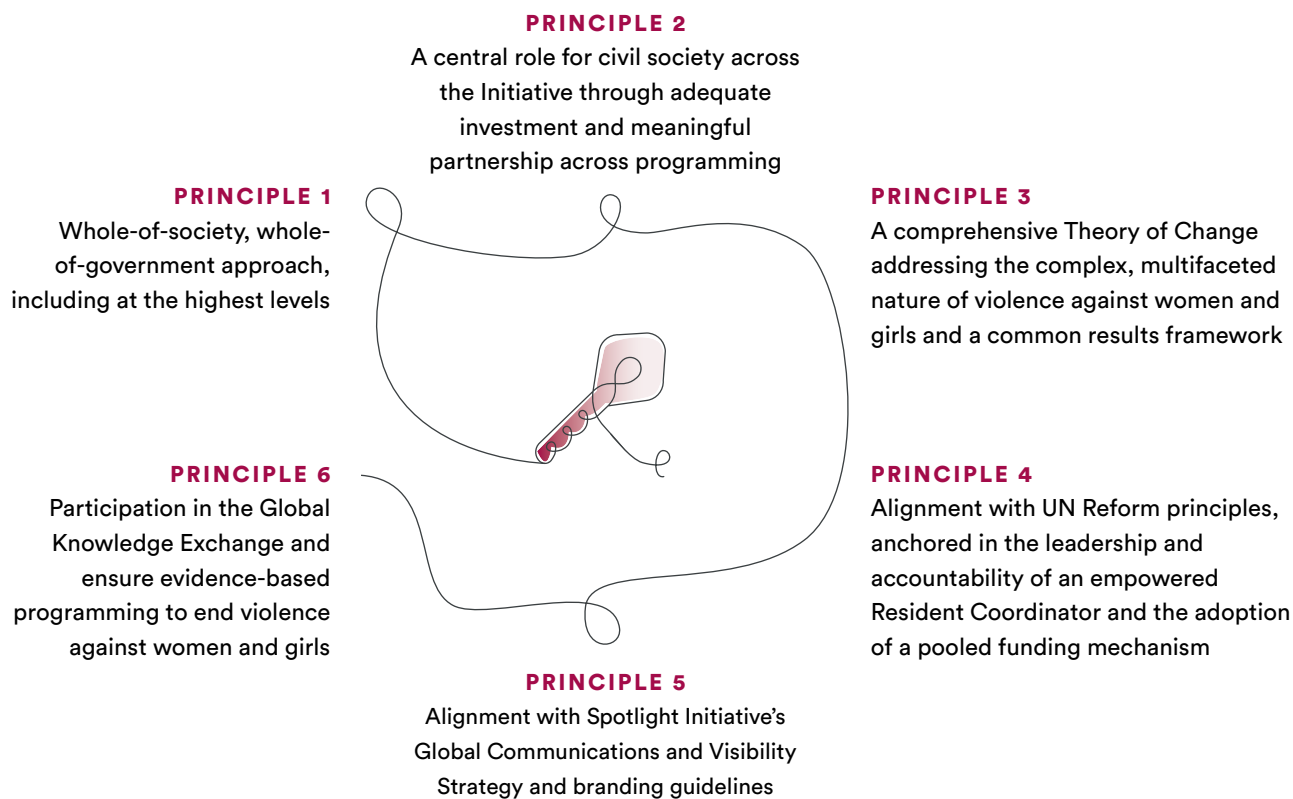 PRINCIPLE 2
A central role for civil society across
the Initiative through adequate
investment and meaningful
partnership across programming
PRINCIPLE 1
Whole-of-society, whole-
of-government approach,
including at the highest levels
PRINCIPLE 3
A comprehensive Theory of Change
addressing the complex, multifaceted
nature of violence against women and
girls and a common results framework
PRINCIPLE 6
Participation in the Global
Knowledge Exchange and
ensure evidence-based
programming to end violence
against women and girls
PRINCIPLE 4
Alignment with UN Reform principles,
anchored in the leadership and
accountability of an empowered
Resident Coordinator and the adoption
of a pooled funding mechanism
PRINCIPLE 5
Alignment with Spotlight Initiative’s
Global Communications and Visibility
Strategy and branding guidelines